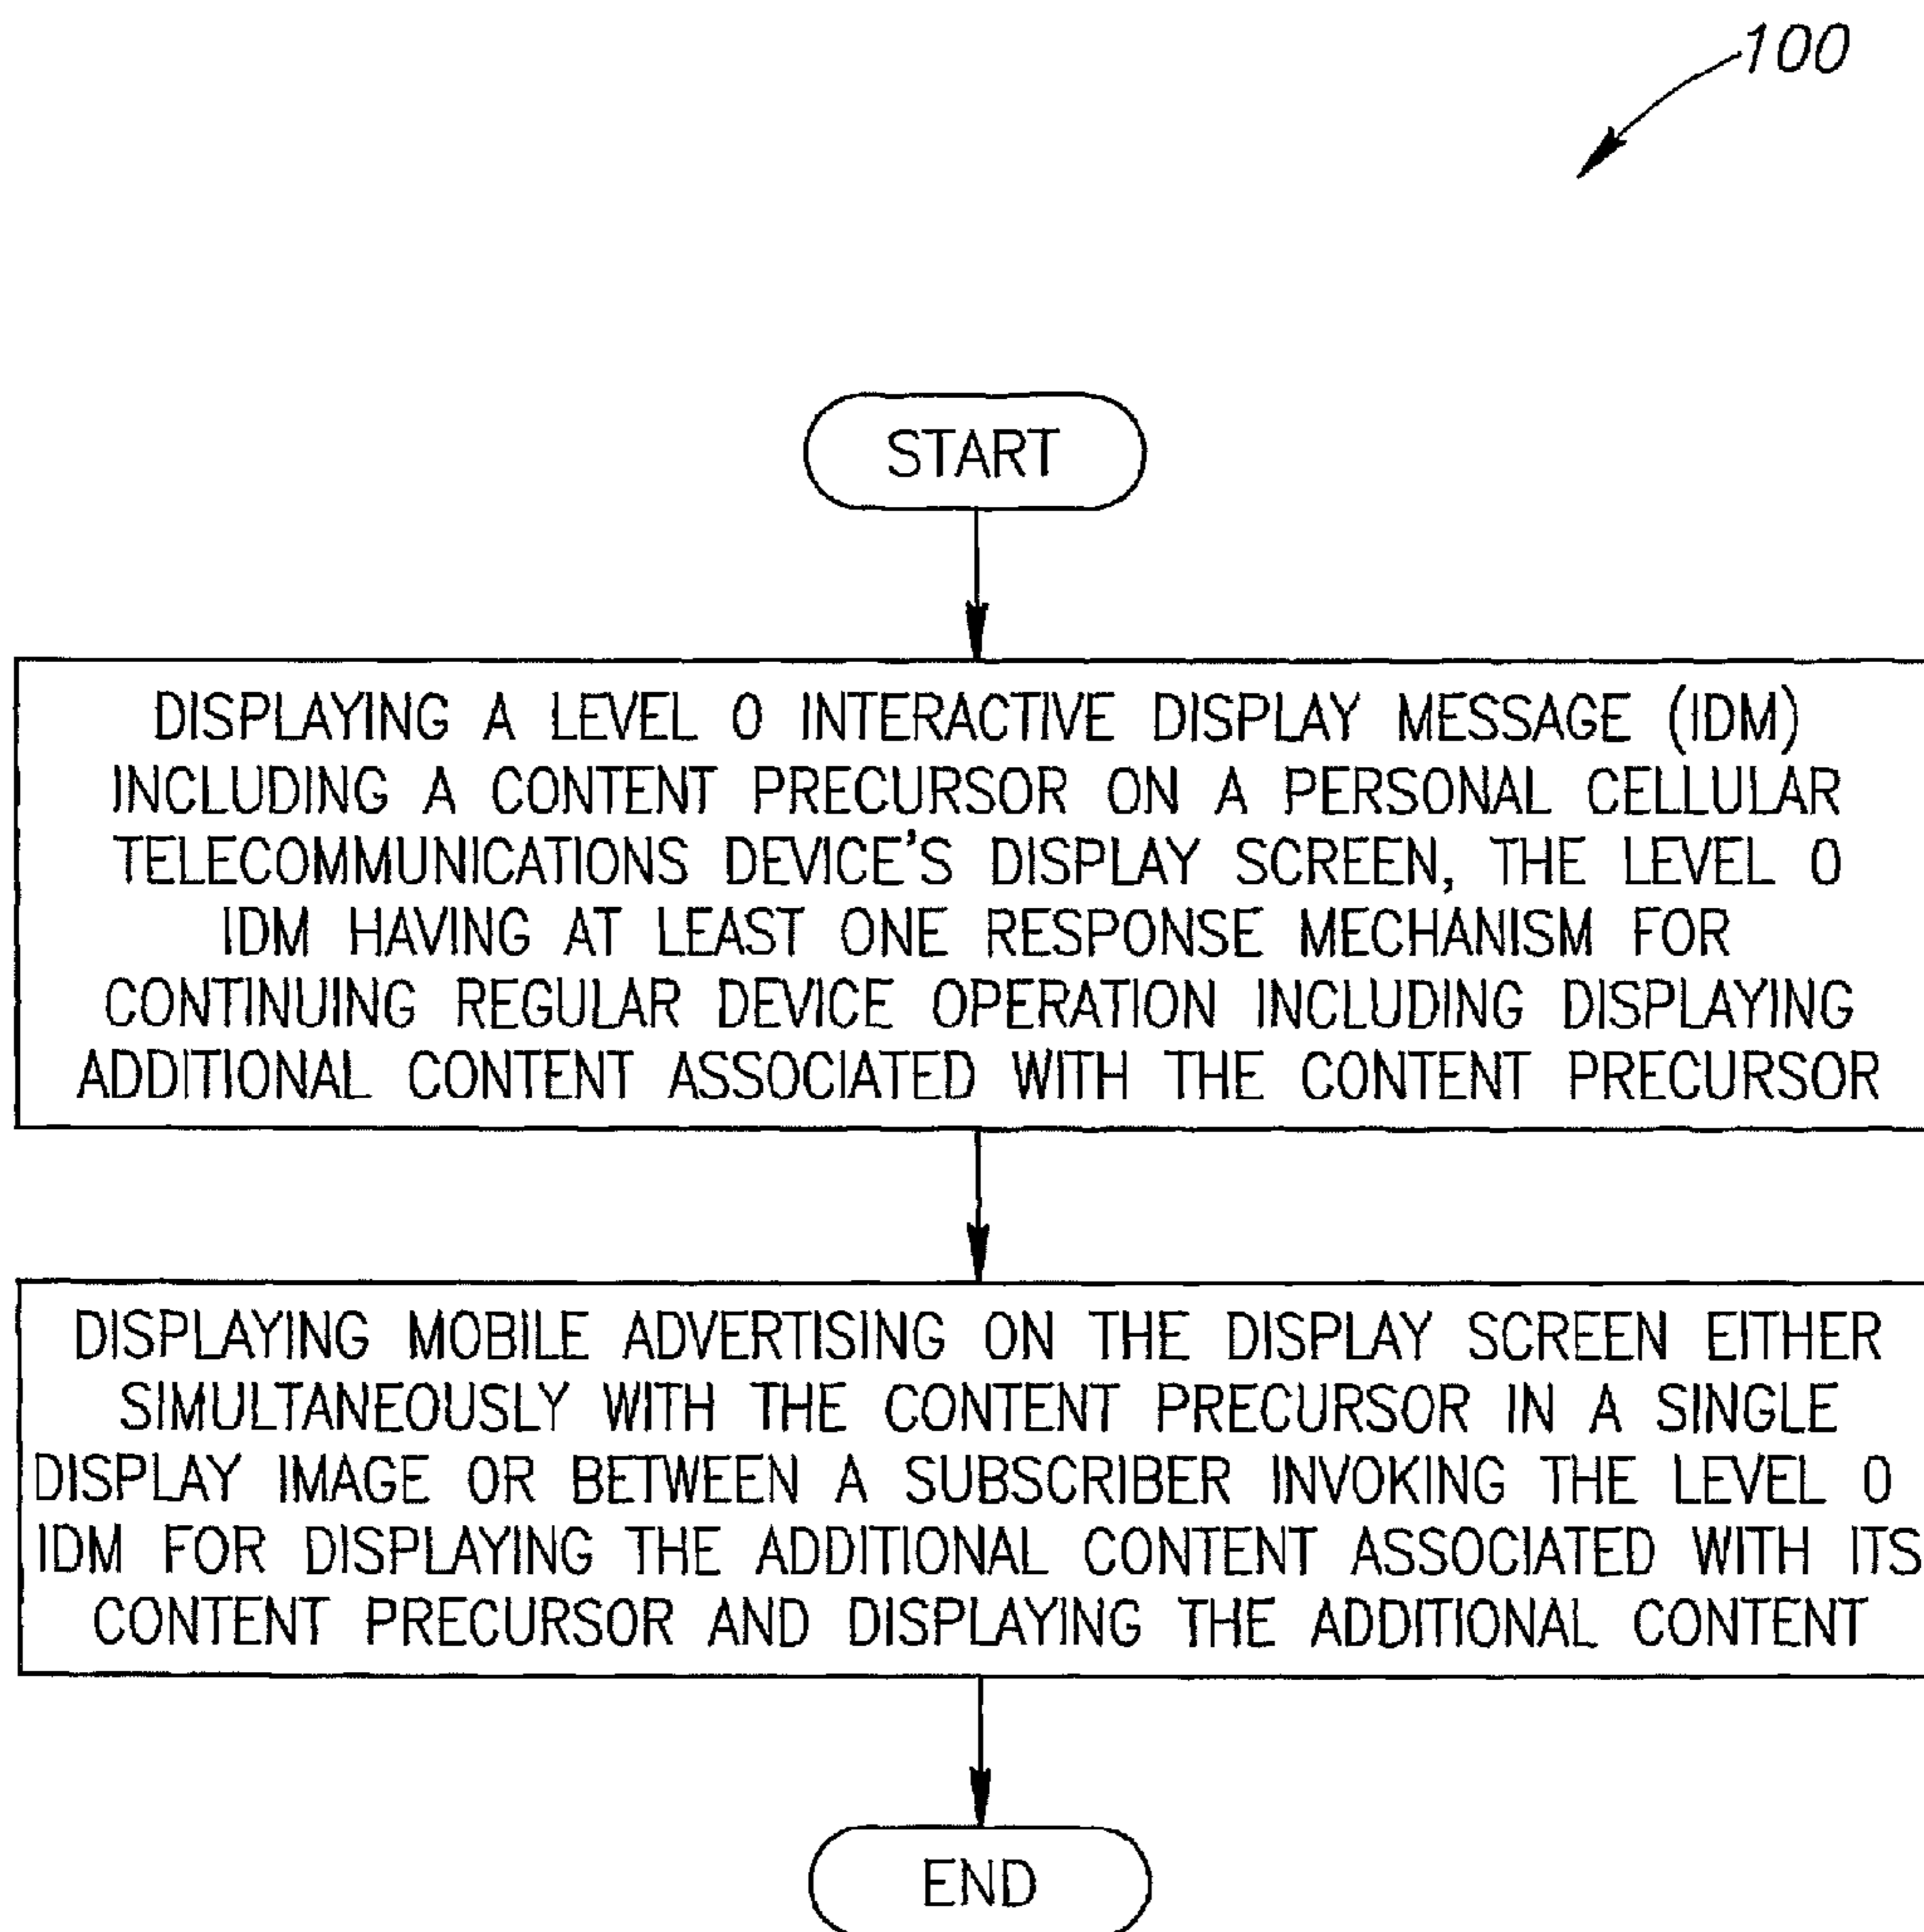 100
START
DISPLAYING A LEVEL 0 INTERACTIVE DISPLAY MESSAGE (IDM)
INCLUDING A CONTENT PRECURSOR ON A PERSONAL CELLULAR
TELECOMMUNICATIONS DEVICE'S DISPLAY SCREEN, THE LEVEL 0
IDM HAVING AT LEAST ONE RESPONSE MECHANISM FOR
CONTINUING REGULAR DEVICE OPERATION INCLUDING DISPLAYING
ADDITIONAL CONTENT ASSOCIATED WITH THE CONTENT PRECURSOR
DISPLAYING MOBILE ADVERTISING ON THE DISPLAY SCREEN EITHER
SIMULTANEOUSLY WITH THE CONTENT PRECURSOR IN A SINGLE
DISPLAY IMAGE OR BETWEEN A SUBSCRIBER INVOKING THE LEVEL 0
IDM FOR DISPLAYING THE ADDITIONAL CONTENT ASSOCIATED WITH ITS
CONTENT PRECURSOR AND DISPLAYING THE ADDITIONAL CONTENT
END